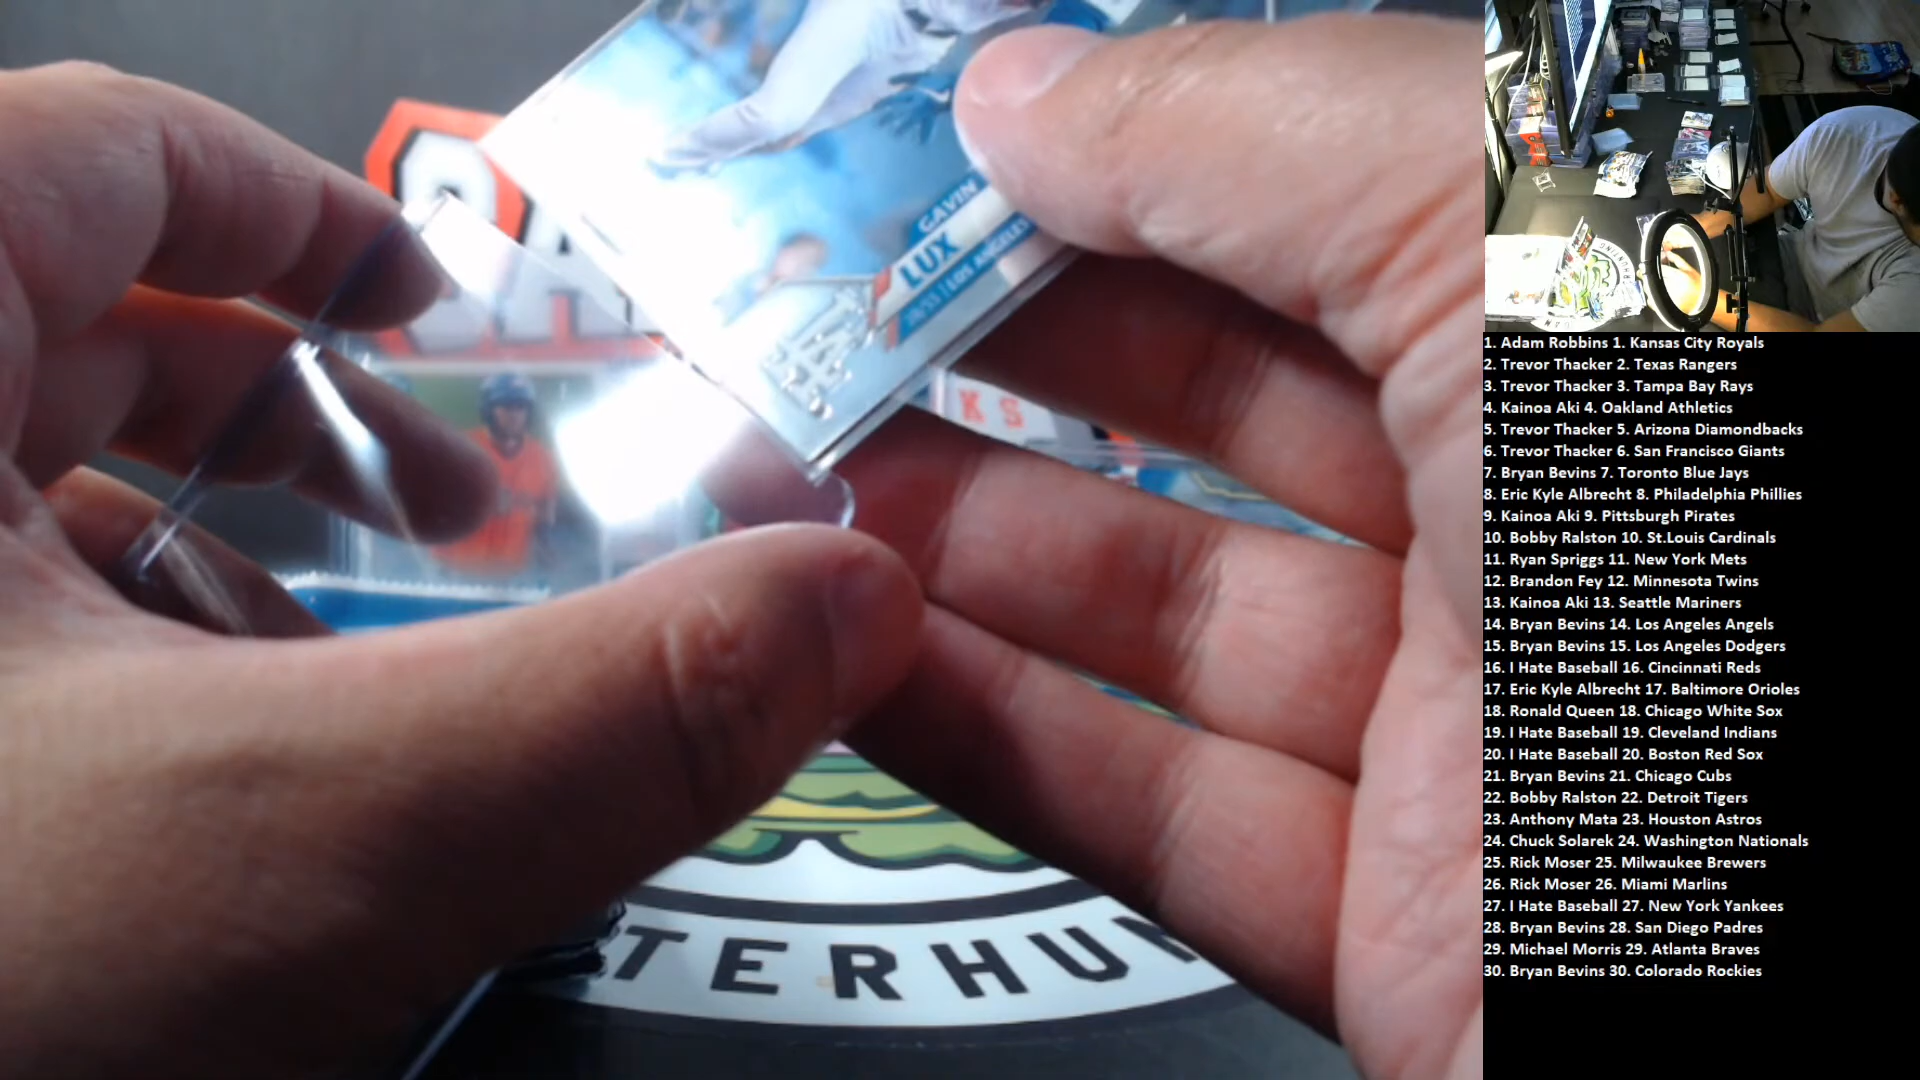 GAVIN
LUX
2B/SS | LOS ANGELES
K S
TERHU
1. Adam Robbins 1. Kansas City Royals
2. Trevor Thacker 2. Texas Rangers
3. Trevor Thacker 3. Tampa Bay Rays
4. Kainoa Aki 4. Oakland Athletics
5. Trevor Thacker 5. Arizona Diamondbacks
6. Trevor Thacker 6. San Francisco Giants
7. Bryan Bevins 7. Toronto Blue Jays
8. Eric Kyle Albrecht 8. Philadelphia Phillies
9. Kainoa Aki 9. Pittsburgh Pirates
10. Bobby Ralston 10. St.Louis Cardinals
11. Ryan Spriggs 11. New York Mets
12. Brandon Fey 12. Minnesota Twins
13. Kainoa Aki 13. Seattle Mariners
14. Bryan Bevins 14. Los Angeles Angels
15. Bryan Bevins 15. Los Angeles Dodgers
16. I Hate Baseball 16. Cincinnati Reds
17. Eric Kyle Albrecht 17. Baltimore Orioles
18. Ronald Queen 18. Chicago White Sox
19. I Hate Baseball 19. Cleveland Indians
20. I Hate Baseball 20. Boston Red Sox
21. Bryan Bevins 21. Chicago Cubs
22. Bobby Ralston 22. Detroit Tigers
23. Anthony Mata 23. Houston Astros
24. Chuck Solarek 24. Washington Nationals
25. Rick Moser 25. Milwaukee Brewers
26. Rick Moser 26. Miami Marlins
27. I Hate Baseball 27. New York Yankees
28. Bryan Bevins 28. San Diego Padres
29. Michael Morris 29. Atlanta Braves
30. Bryan Bevins 30. Colorado Rockies